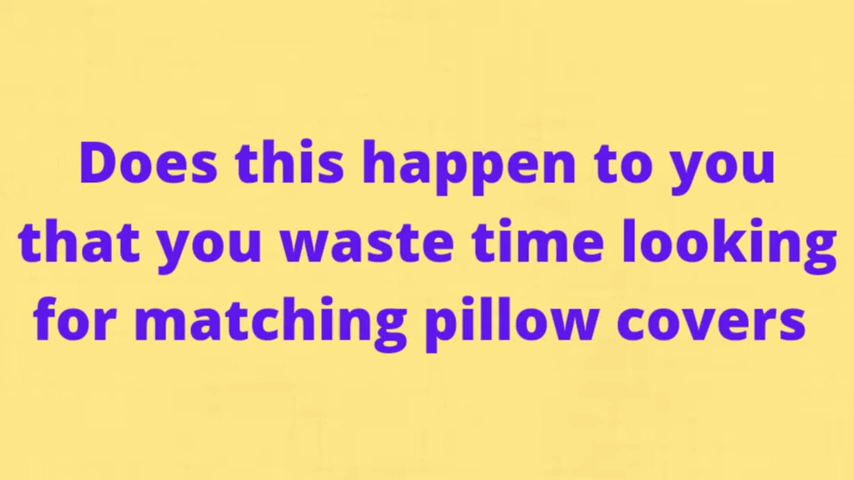 Does this happen to you
that you waste time looking
for matching pillow covers